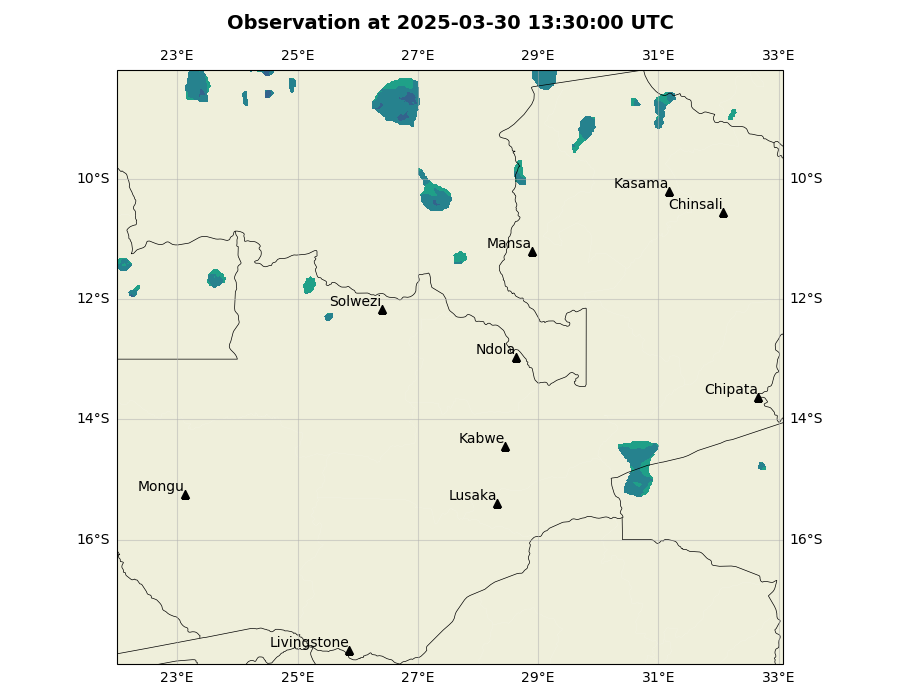 Observation at 2025-03-30 13:30:00 UTC
23°E 25°E 27°E 29°E 31°E 33°E
10°S 10°S
Kasama
Chinsali
Mansa
12°S 12°S
Solwezi
Ndola
Chipata
14°S 14°S
Kabwe
Mongu
Lusaka
16°S 16°S
Livingstone
23°E 25°E 27°E 29°E 31°E 33°E